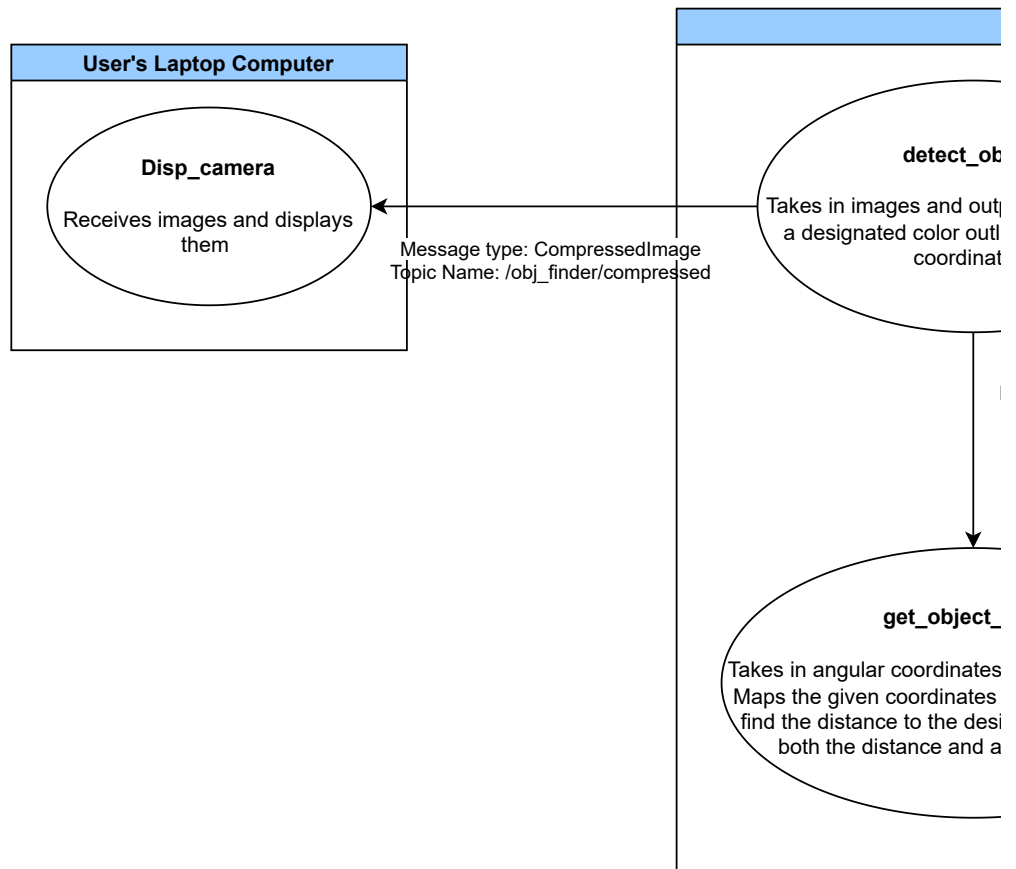 User's Laptop Computer
Disp_camera
Receives images and displays
them
Message type: CompressedImage
Topic Name: /obj_finder/compressed
detect_ob
Takes in images and outp
a designated color outl
coordinat
get_object_
Takes in angular coordinates
Maps the given coordinates
find the distance to the desi
both the distance and a